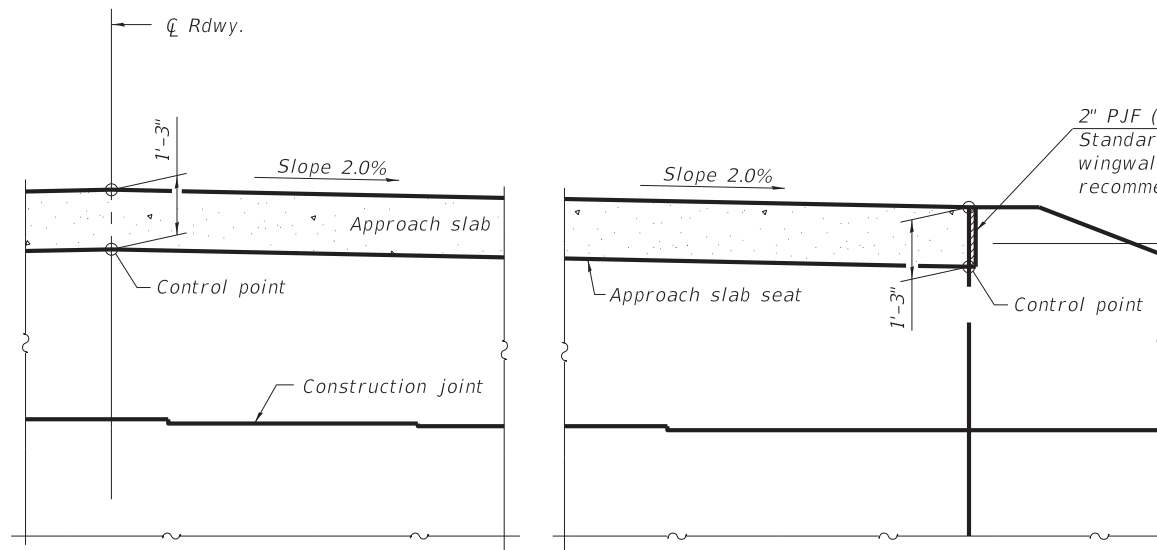 ℄ Rdwy.
1'-3"
Slope 2.0%
Approach slab
Control point
Construction joint
Slope 2.0%
2" PJF (
Standar
wingwal
recomme
Approach slab seat
1'-3"
Control point